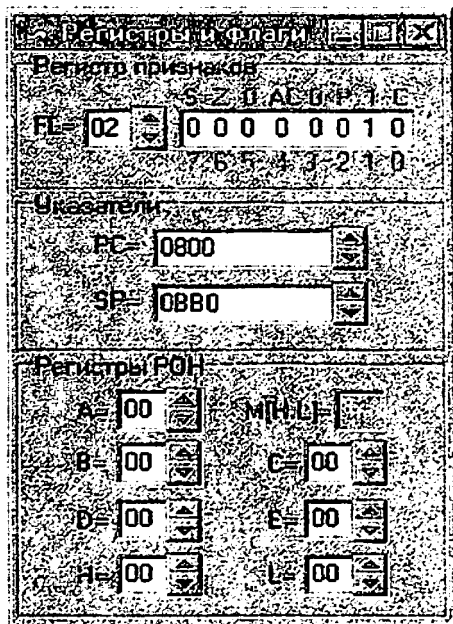 Регистры и флаги
Регистр признаков
S Z 0 AC 0 P 1 C
FL= 02 0 0 0 0 0 0 1 0
7 6 5 4 3 2 1 0
Указатели
PC= 0800
SP= 0BB0
Регистры РОН
A= 00 M[H,L]=
B= 00 C= 00
D= 00 E= 00
H= 00 L= 00